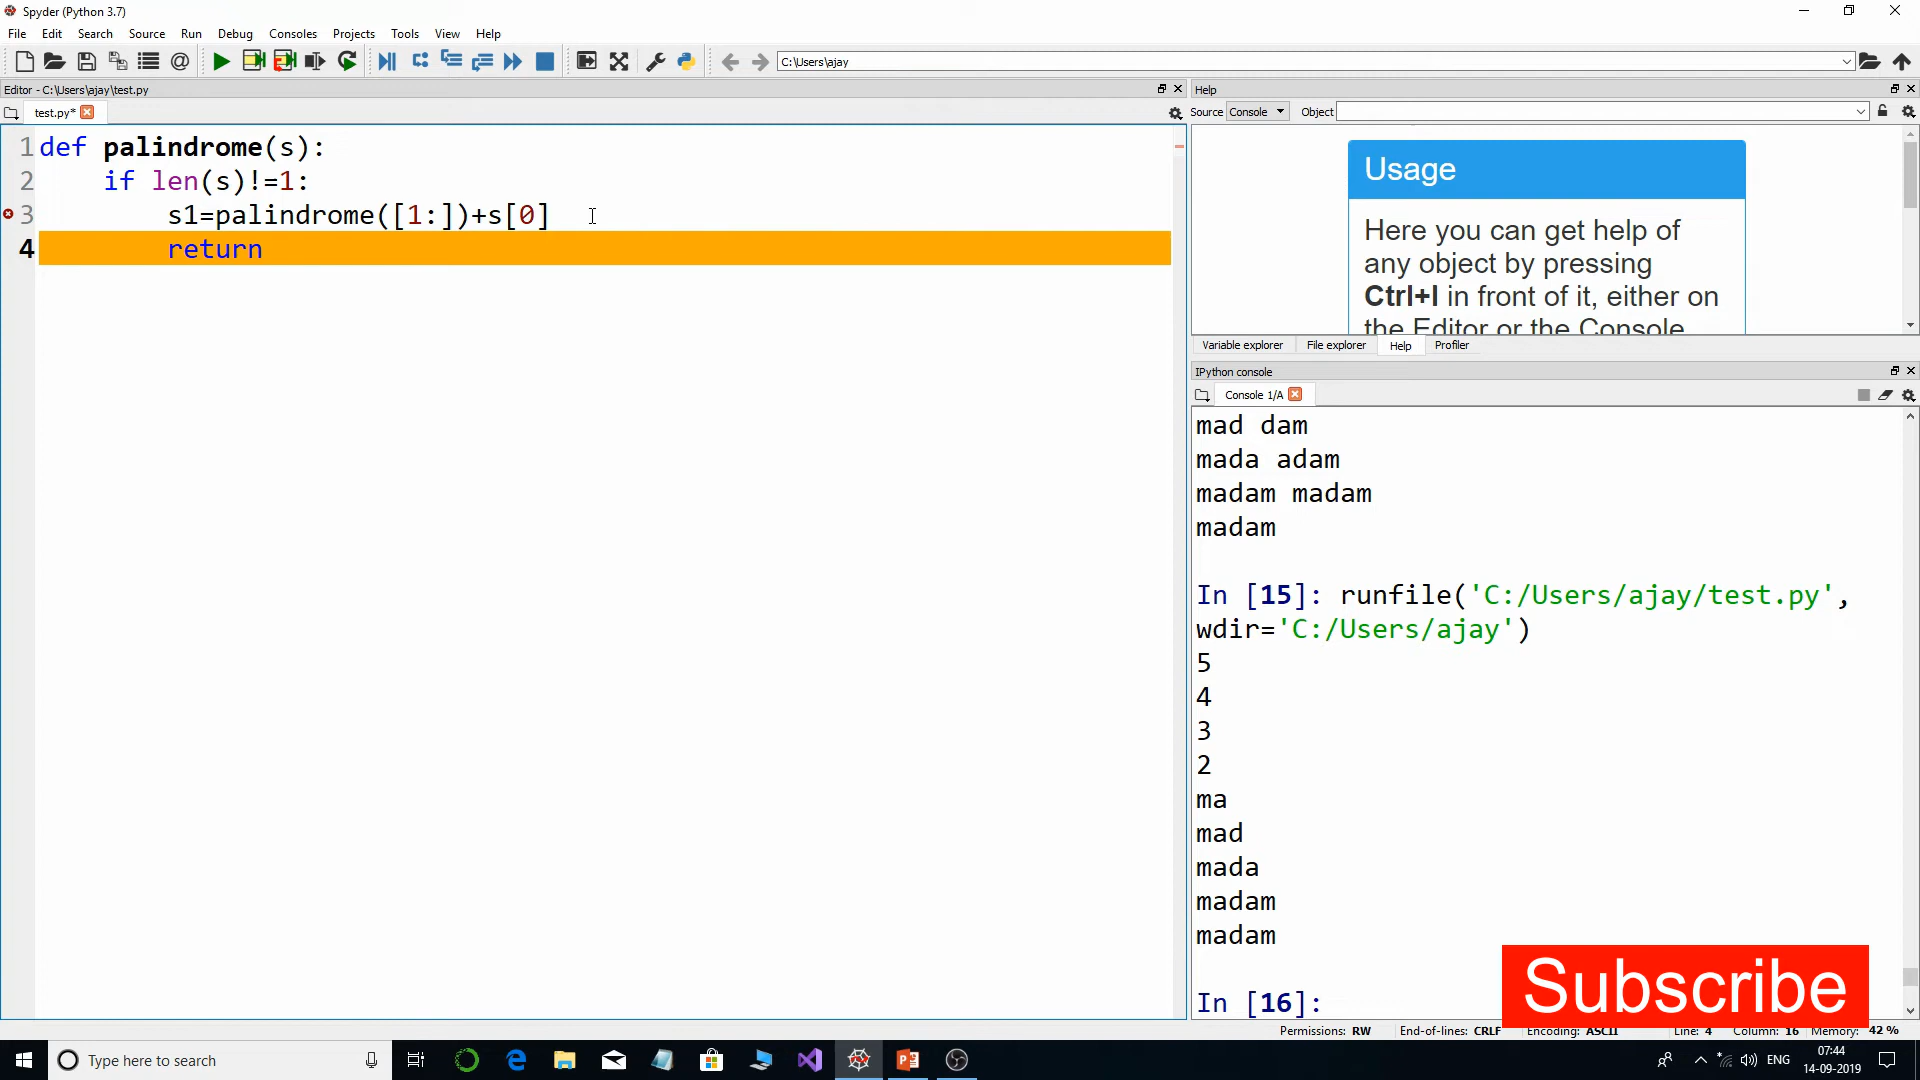 Spyder (Python 3.7)
File Edit Search Source Run Debug Consoles Projects Tools View Help
C:\Users\ajay
Editor - C:\Users\ajay\test.py
test.py*
1 def palindrome(s):
2 if len(s)!=1:
3 s1=palindrome([1:])+s[0]
4 return
Help
Source Console Object
Usage
Here you can get help of
any object by pressing
Ctrl+I in front of it, either on
the Editor or the Console
Variable explorer File explorer Help Profiler
IPython console
Console 1/A
mad dam
mada adam
madam madam
madam
In [15]: runfile('C:/Users/ajay/test.py',
wdir='C:/Users/ajay')
5
4
3
2
ma
mad
mada
madam
madam
In [16]:
Subscribe
Permissions: RW End-of-lines: CRLF Encoding: ASCII Line: 4 Column: 16 Memory: 42 %
Type here to search
ENG
07:44
14-09-2019